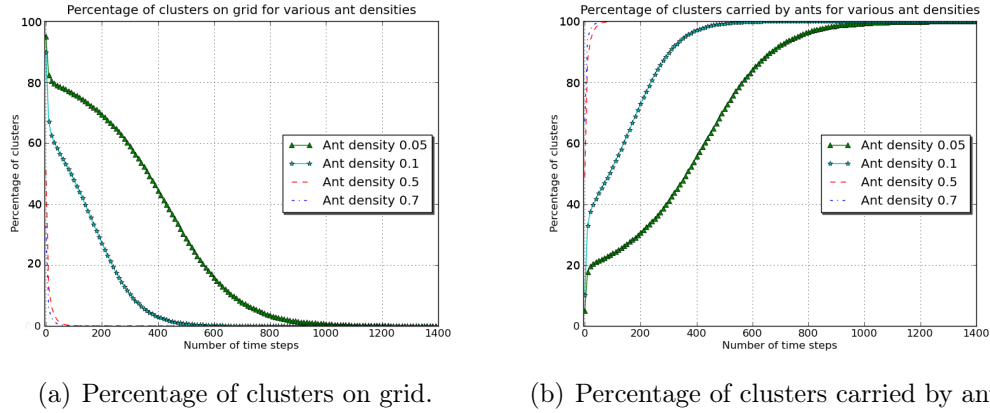 Percentage of clusters on grid for various ant densities
100
80
60
40
20
0
Percentage of clusters
Ant density 0.05
Ant density 0.1
Ant density 0.5
Ant density 0.7
0 200 400 600 800 1000 1200 1400
Number of time steps
(a) Percentage of clusters on grid.
Percentage of clusters carried by ants for various ant densities
100
80
60
40
20
0
Percentage of clusters
Ant density 0.05
Ant density 0.1
Ant density 0.5
Ant density 0.7
0 200 400 600 800 1000 1200 1400
Number of time steps
(b) Percentage of clusters carried by an